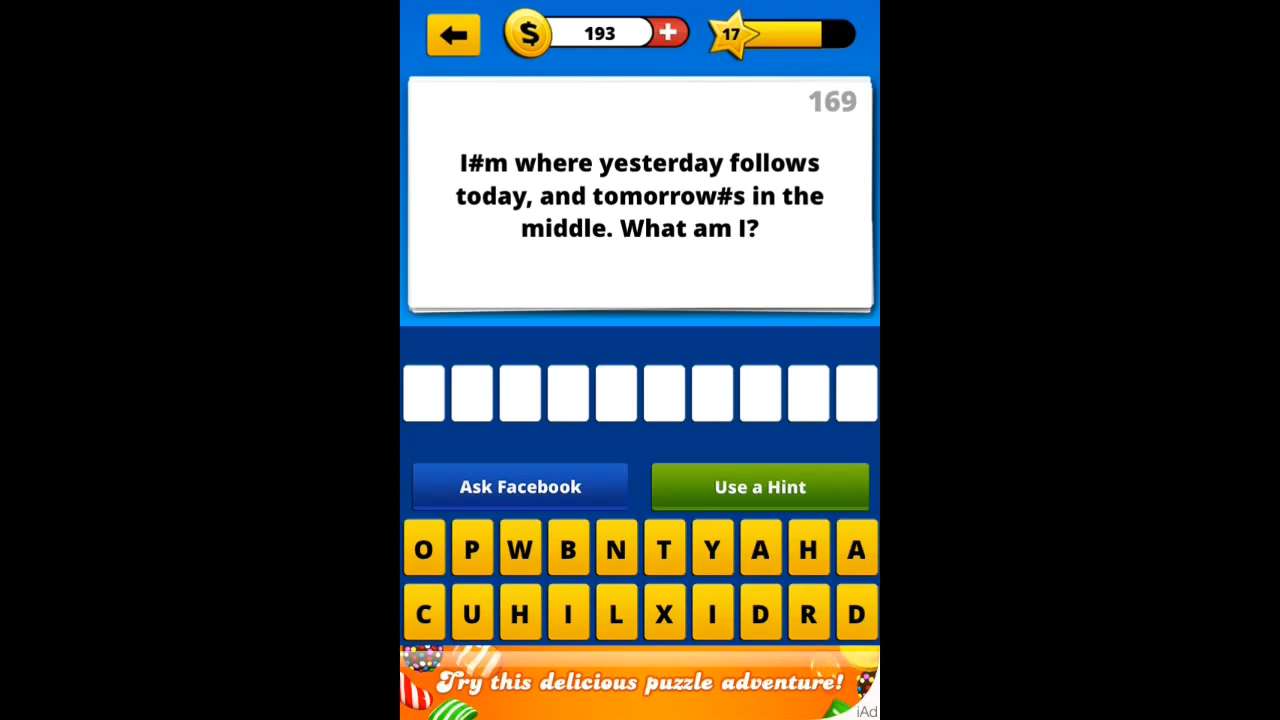 193
17
169
I#m where yesterday follows
today, and tomorrow#s in the
middle. What am I?
Ask Facebook
Use a Hint
O P W B N T Y A H A
C U H I L X I D R D
Try this delicious puzzle adventure!
iAd